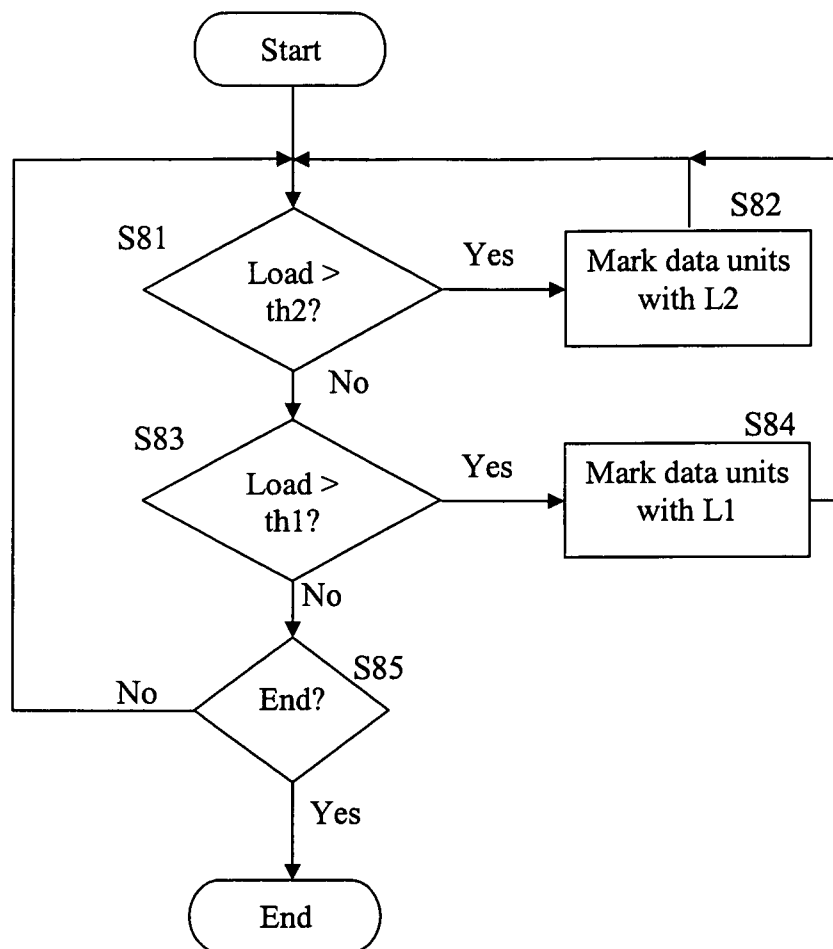 Start
S81
Load >
th2?
Yes
S82
Mark data units
with L2
No
S83
Load >
th1?
Yes
S84
Mark data units
with L1
No
S85
End?
No
Yes
End